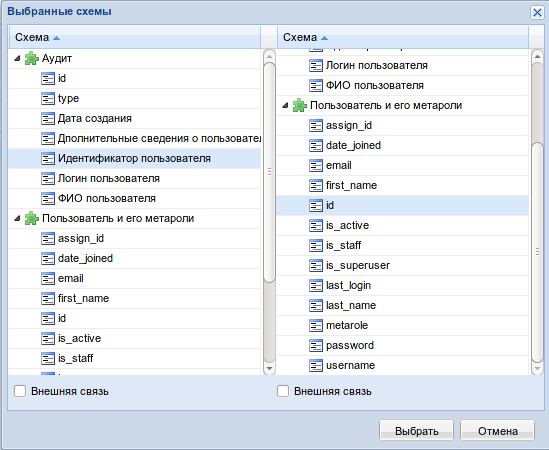 Выбранные схемы
Схема
Аудит
id
type
Дата создания
Дполнительные сведения о пользовател
Идентификатор пользователя
Логин пользователя
ФИО пользователя
Пользователь и его метароли
assign_id
date_joined
email
first_name
id
is_active
is_staff
Внешняя связь
Схема
Логин пользователя
ФИО пользователя
Пользователь и его метароли
assign_id
date_joined
email
first_name
id
is_active
is_staff
is_superuser
last_login
last_name
metarole
password
username
Внешняя связь
Выбрать
Отмена